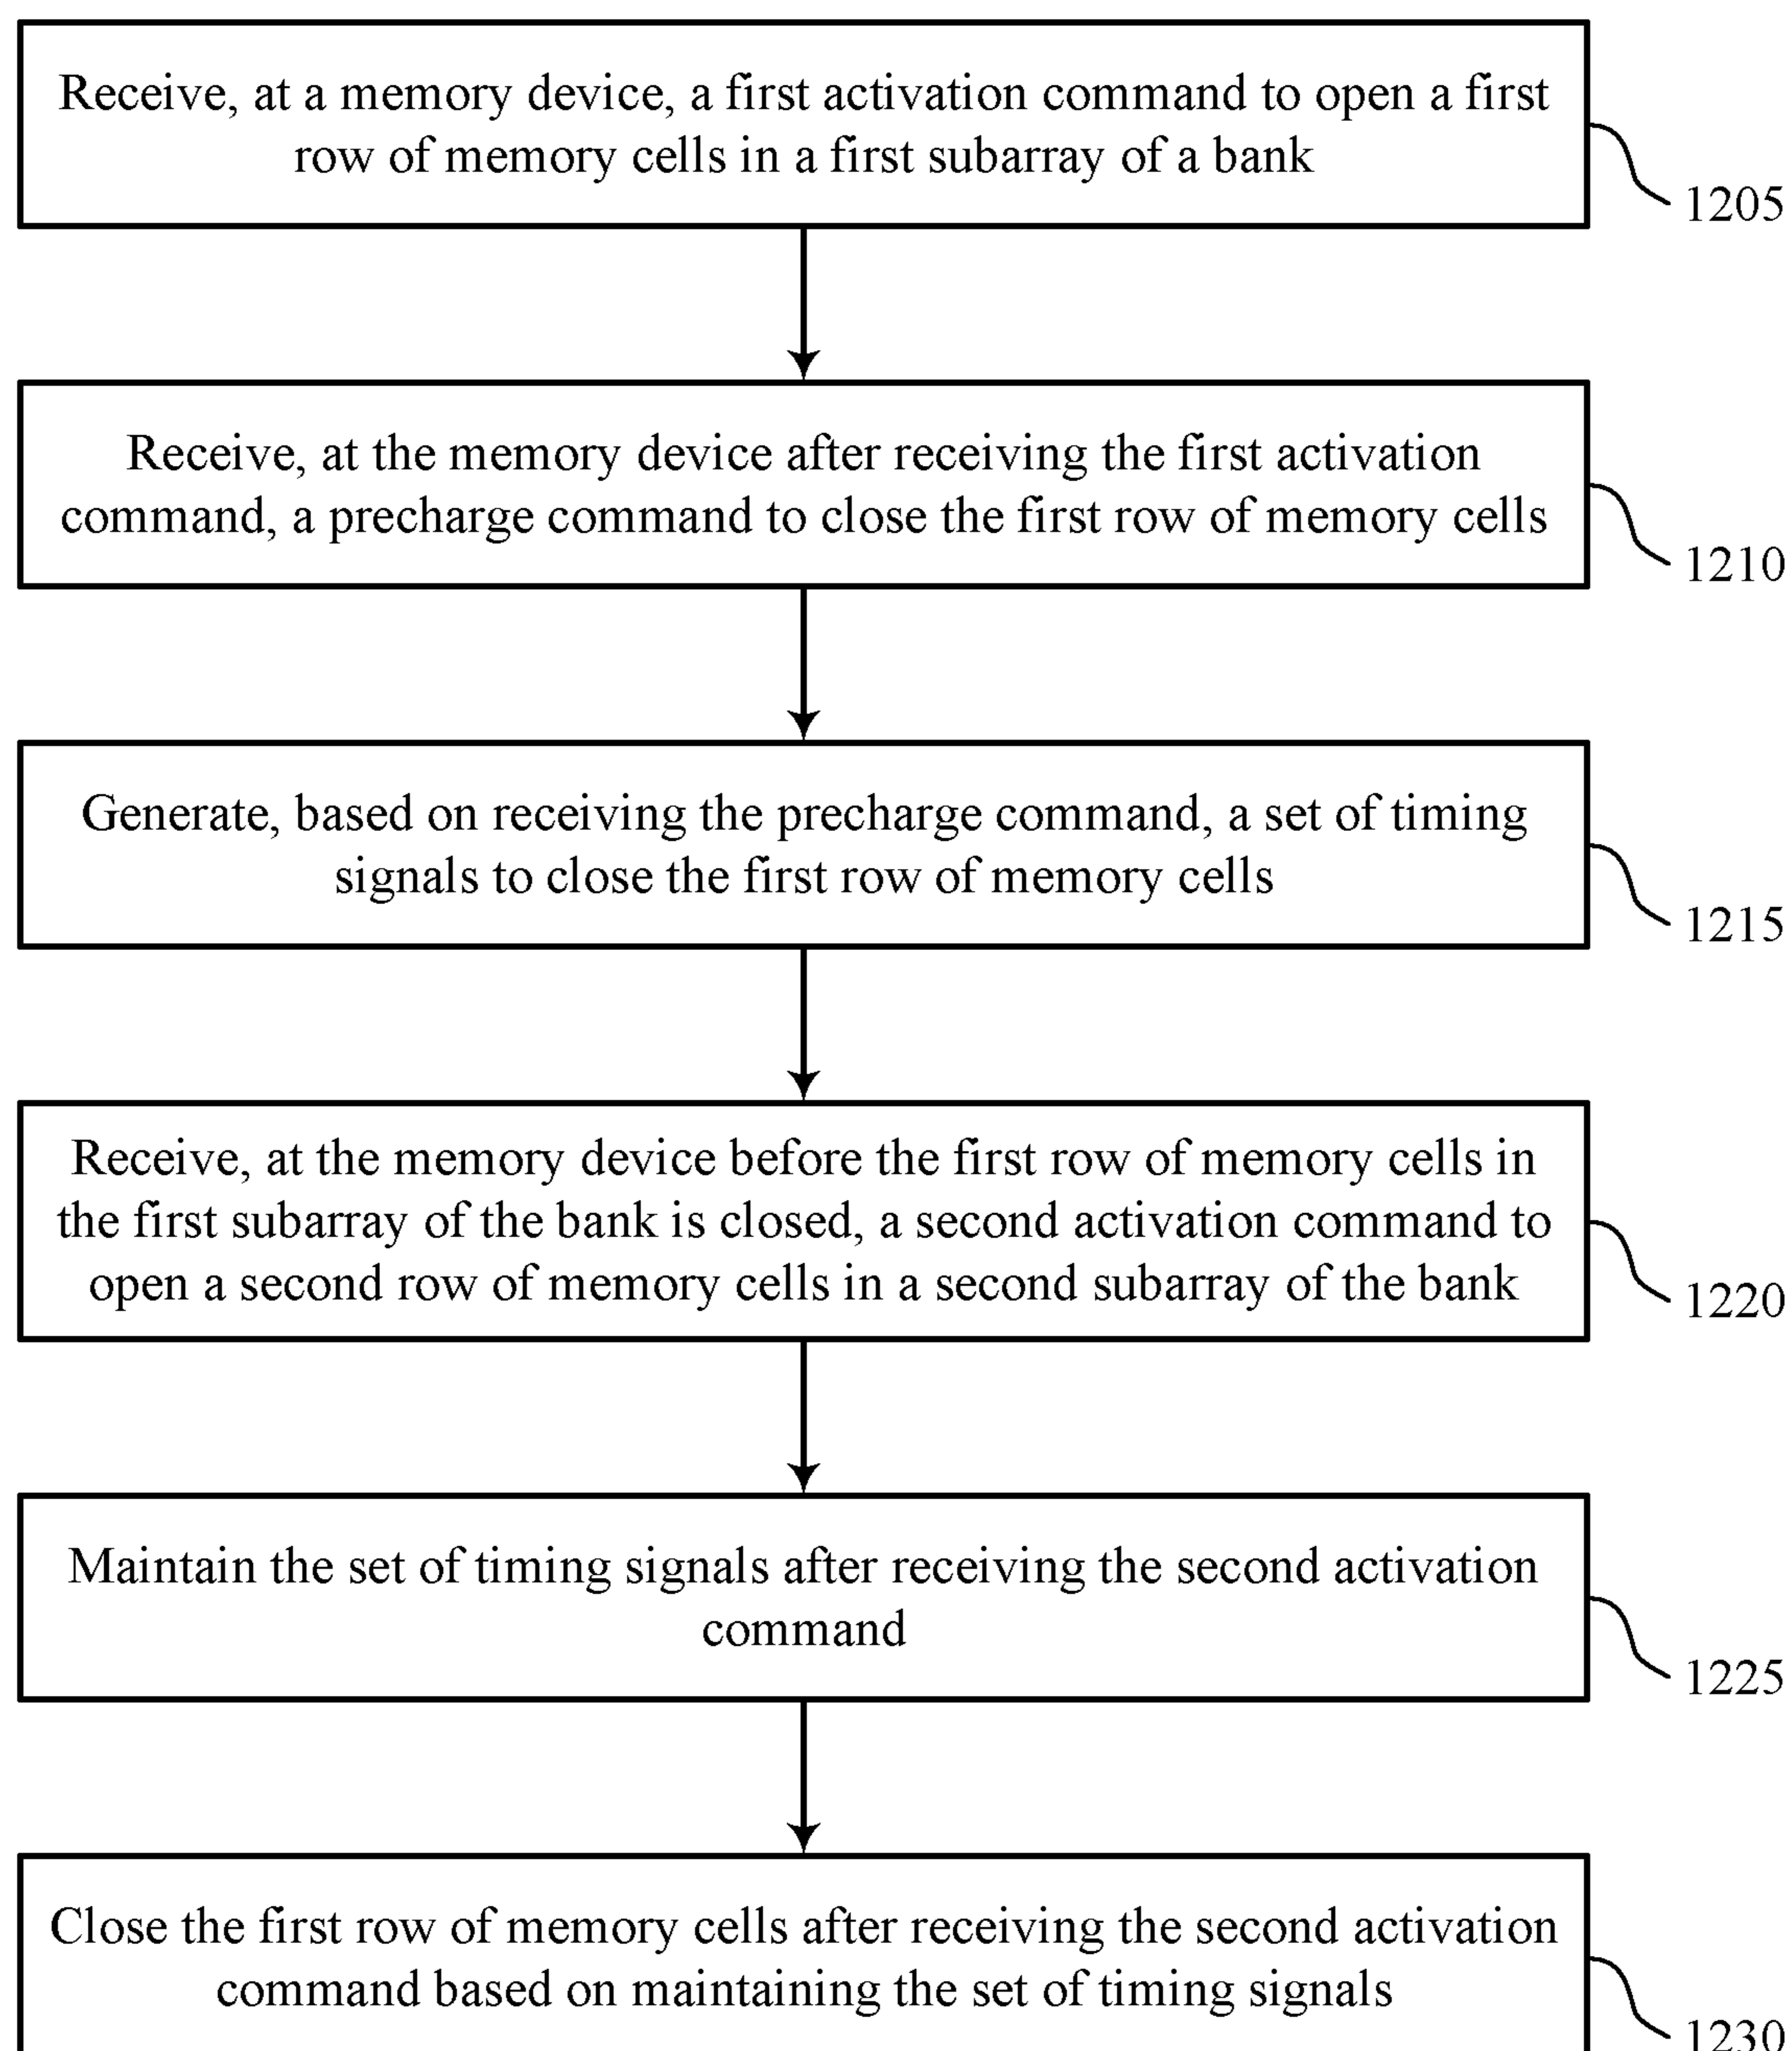 Receive, at a memory device, a first activation command to open a first
row of memory cells in a first subarray of a bank
1205
Receive, at the memory device after receiving the first activation
command, a precharge command to close the first row of memory cells
1210
Generate, based on receiving the precharge command, a set of timing
signals to close the first row of memory cells
1215
Receive, at the memory device before the first row of memory cells in
the first subarray of the bank is closed, a second activation command to
open a second row of memory cells in a second subarray of the bank
1220
Maintain the set of timing signals after receiving the second activation
command
1225
Close the first row of memory cells after receiving the second activation
command based on maintaining the set of timing signals
1230